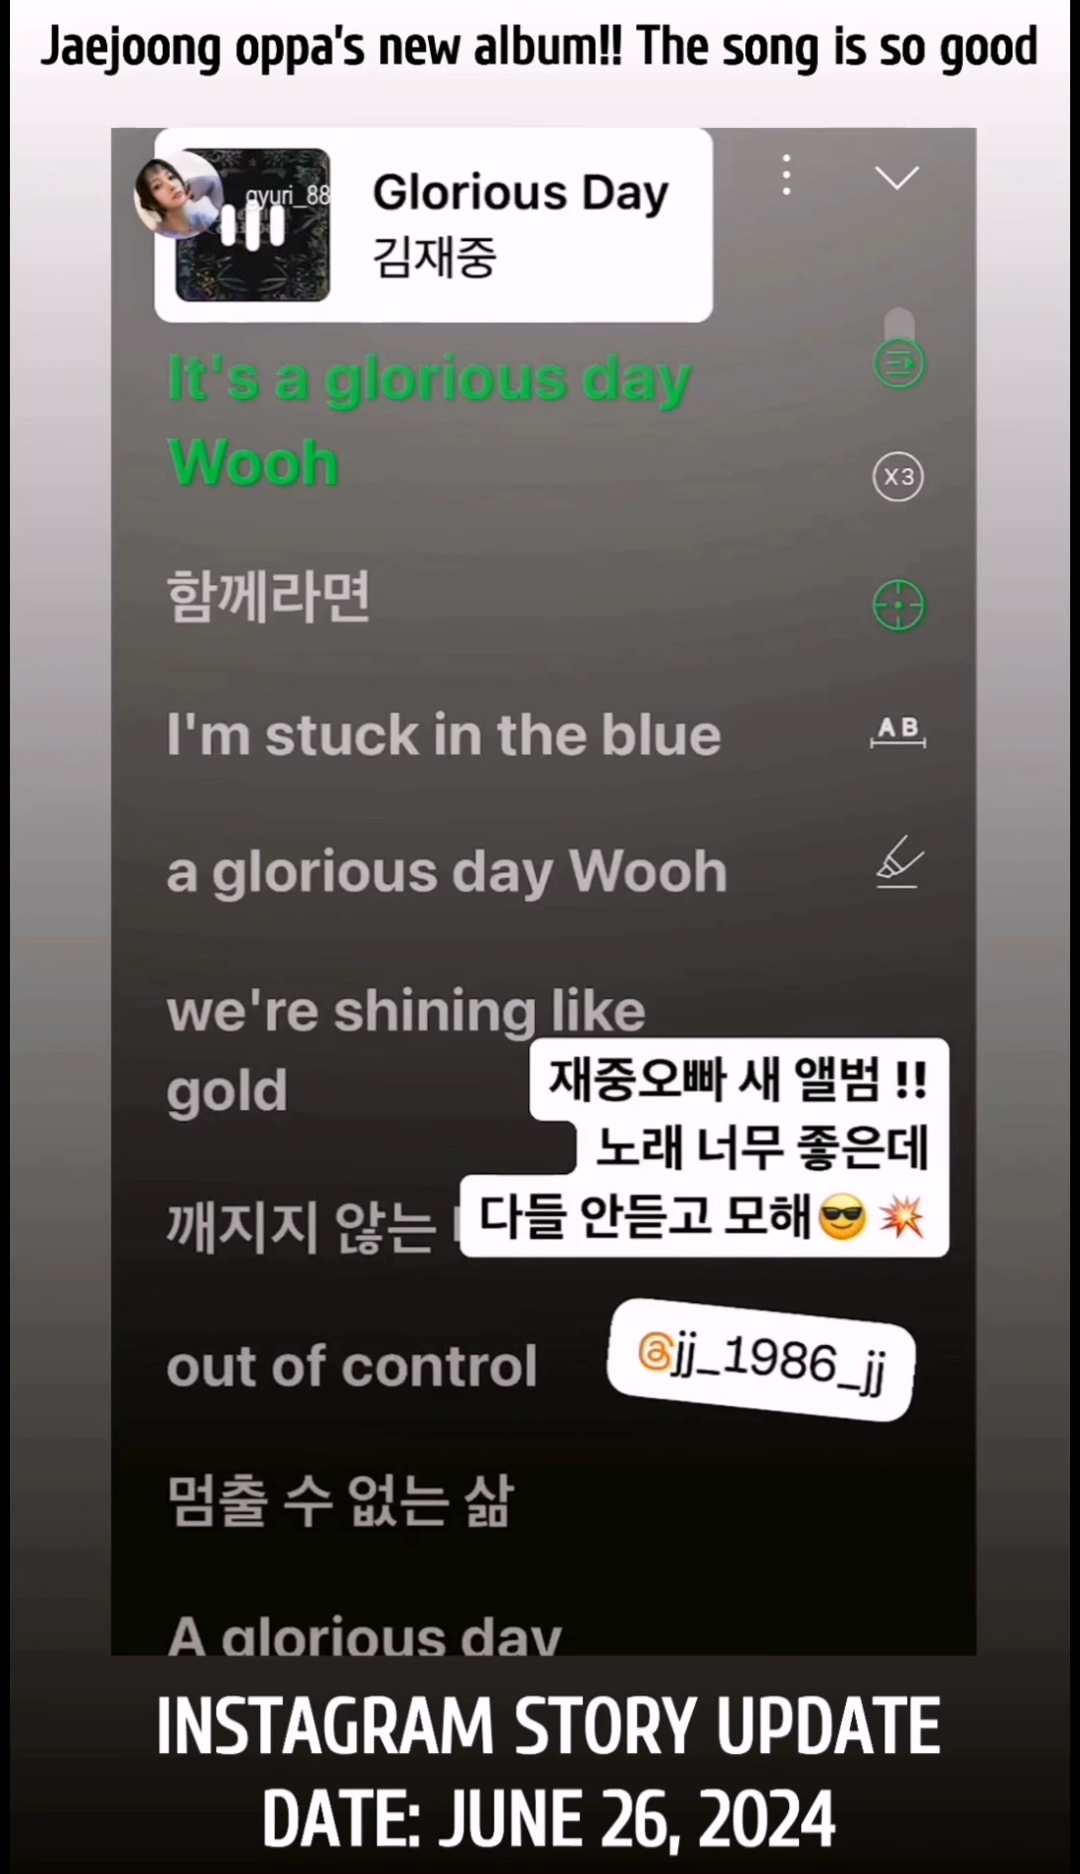 Jaejoong oppa's new album!! The song is so good
gyuri_88
Glorious Day
김재중
It's a glorious day
Wooh
X3
함께라면
I'm stuck in the blue
AB
a glorious day Wooh
we're shining like
gold
재중오빠 새 앨범 !!
노래 너무 좋은데
다들 안듣고 모해😎 💥
깨지지 않는
@jj_1986_jj
out of control
멈출 수 없는 삶
A glorious day
INSTAGRAM STORY UPDATE
DATE: JUNE 26, 2024